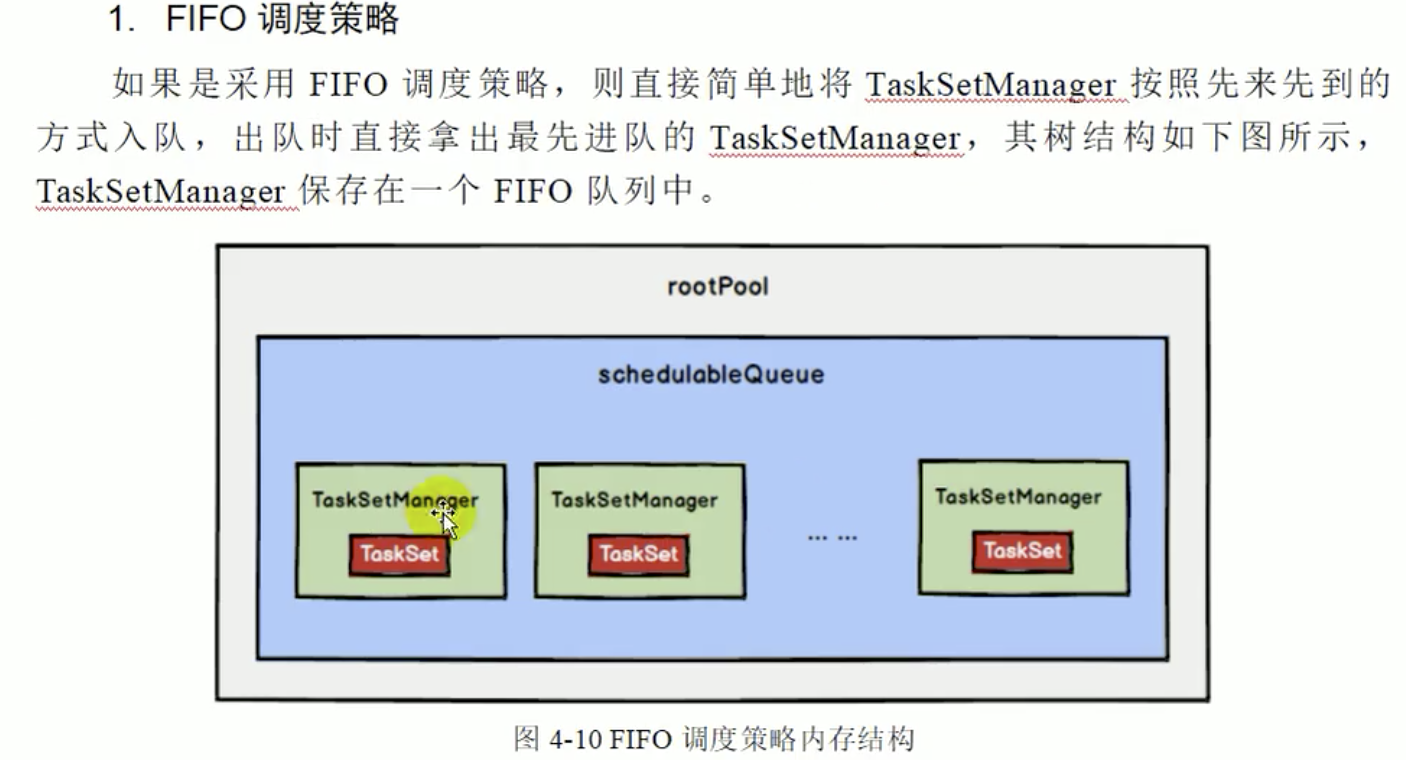 1. FIFO 调度策略
如果是采用 FIFO 调度策略，则直接简单地将 TaskSetManager 按照先来先到的
方式入队，出队时直接拿出最先进队的 TaskSetManager，其树结构如下图所示，
TaskSetManager 保存在一个 FIFO 队列中。
rootPool
schedulableQueue
TaskSetManager TaskSetManager TaskSetManager
... ...
TaskSet TaskSet TaskSet
图 4-10 FIFO 调度策略内存结构